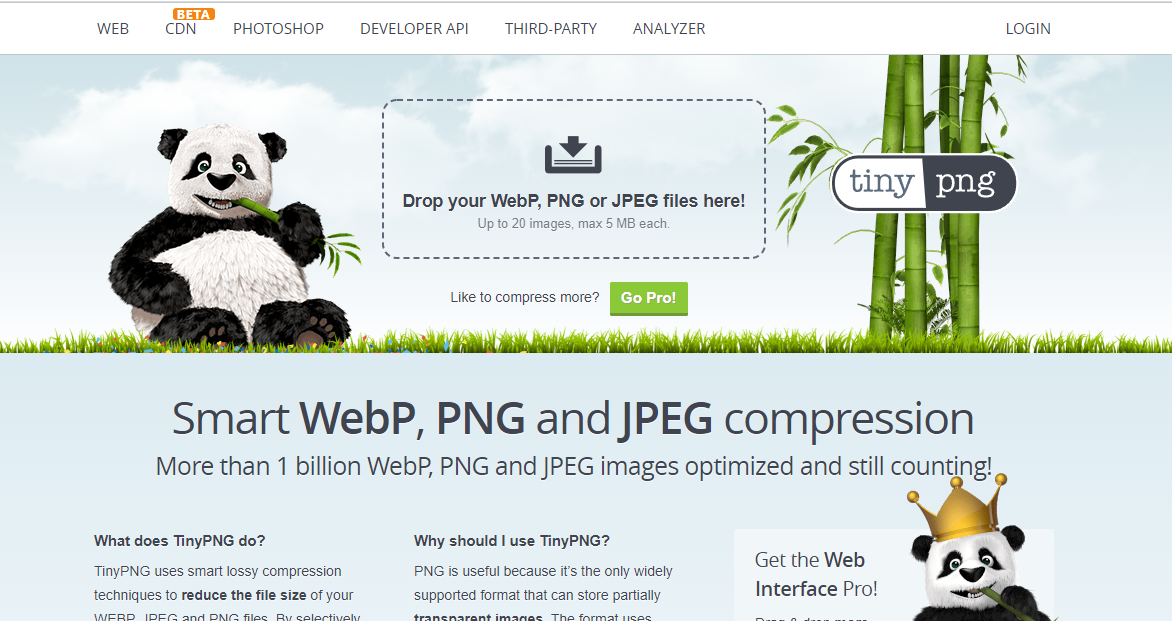 BETA
WEB CDN PHOTOSHOP DEVELOPER API THIRD-PARTY ANALYZER LOGIN
Drop your WebP, PNG or JPEG files here!
Up to 20 images, max 5 MB each.
tiny png
Like to compress more? Go Pro!
Smart WebP, PNG and JPEG compression
More than 1 billion WebP, PNG and JPEG images optimized and still counting!
What does TinyPNG do?
TinyPNG uses smart lossy compression
techniques to reduce the file size of your
WEBP, JPEG and PNG files. By selectively
Why should I use TinyPNG?
PNG is useful because it's the only widely
supported format that can store partially
transparent images. The format uses
Get the Web
Interface Pro!
Drag & drop more